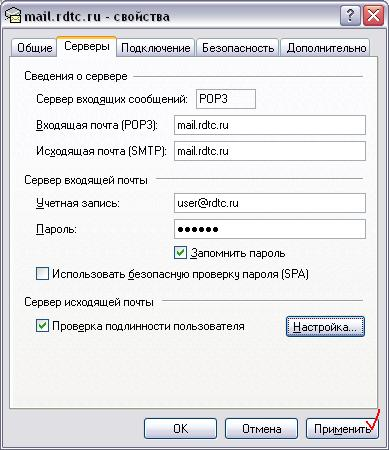 mail.rdtc.ru - свойства
Общие Серверы Подключение Безопасность Дополнительно
Сведения о сервере
Сервер входящих сообщений: POP3
Входящая почта (POP3): mail.rdtc.ru
Исходящая почта (SMTP): mail.rdtc.ru
Сервер входящей почты
Учетная запись: user@rdtc.ru
Пароль: ●●●●●●
Запомнить пароль
Использовать безопасную проверку пароля (SPA)
Сервер исходящей почты
Проверка подлинности пользователя Настройка...
OK Отмена Применить